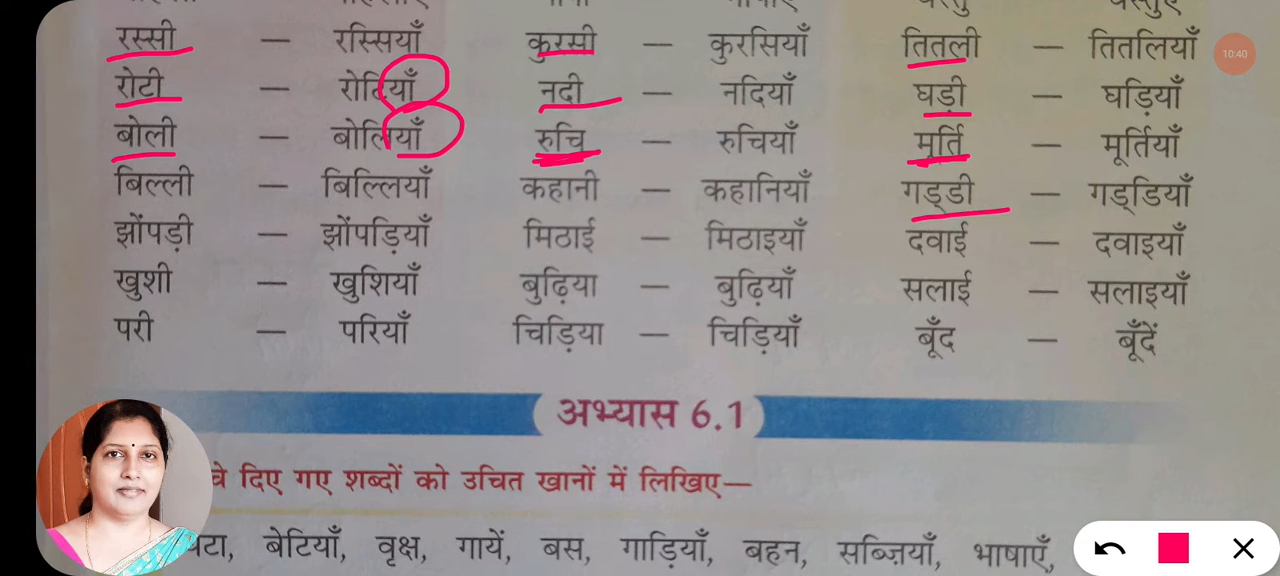 रस्सी — रस्सियाँ कुरसी — कुरसियाँ तितली — तितलियाँ
10:40
रोटी — रोटियाँ नदी — नदियाँ घड़ी — घड़ियाँ
बोली — बोलियाँ रुचि — रुचियाँ मूर्ति — मूर्तियाँ
बिल्ली — बिल्लियाँ कहानी — कहानियाँ गड्डी — गड्डियाँ
झोंपड़ी — झोंपड़ियाँ मिठाई — मिठाइयाँ दवाई — दवाइयाँ
खुशी — खुशियाँ बुढ़िया — बुढ़ियाँ सलाई — सलाइयाँ
परी — परियाँ चिड़िया — चिड़ियाँ बूँद — बूँदें
अभ्यास 6.1
दिए गए शब्दों को उचित खानों में लिखिए—
बेटियाँ, वृक्ष, गायें, बस, गाड़ियाँ, बहन, सब्ज़ियाँ, भाषाएँ,